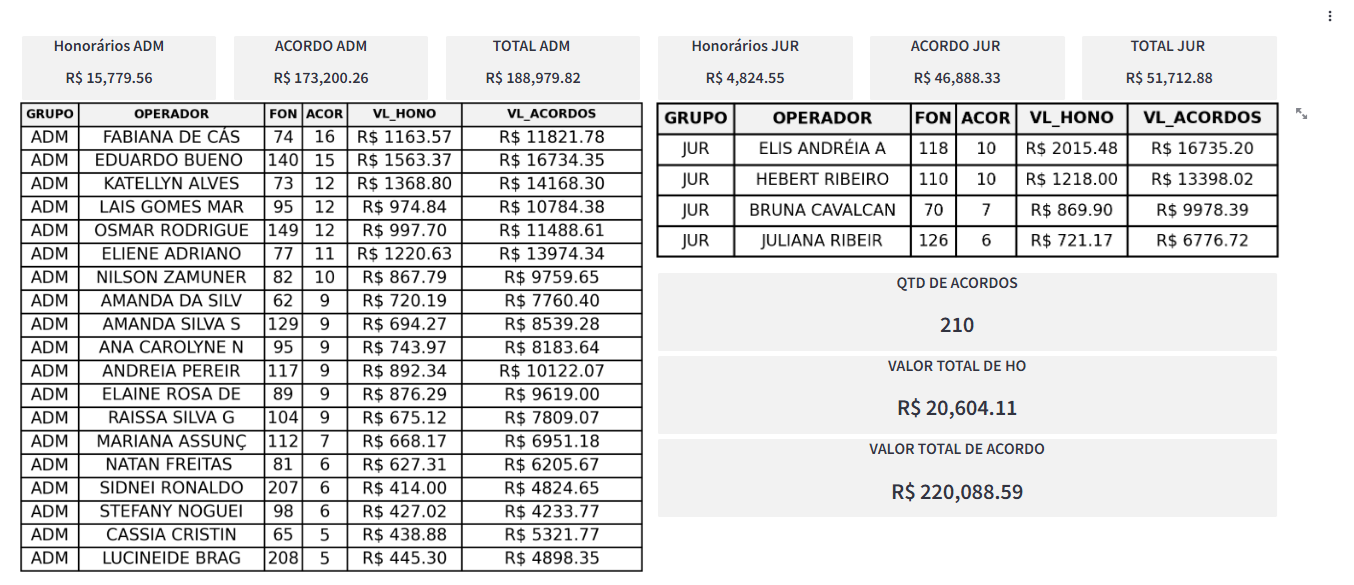 Honorários ADM
R$ 15,779.56
ACORDO ADM
R$ 173,200.26
TOTAL ADM
R$ 188,979.82
GRUPO OPERADOR FON ACOR VL_HONO VL_ACORDOS
ADM FABIANA DE CÁS 74 16 R$ 1163.57 R$ 11821.78
ADM EDUARDO BUENO 140 15 R$ 1563.37 R$ 16734.35
ADM KATELLYN ALVES 73 12 R$ 1368.80 R$ 14168.30
ADM LAIS GOMES MAR 95 12 R$ 974.84 R$ 10784.38
ADM OSMAR RODRIGUE 149 12 R$ 997.70 R$ 11488.61
ADM ELIENE ADRIANO 77 11 R$ 1220.63 R$ 13974.34
ADM NILSON ZAMUNER 82 10 R$ 867.79 R$ 9759.65
ADM AMANDA DA SILV 62 9 R$ 720.19 R$ 7760.40
ADM AMANDA SILVA S 129 9 R$ 694.27 R$ 8539.28
ADM ANA CAROLYNE N 95 9 R$ 743.97 R$ 8183.64
ADM ANDREIA PEREIR 117 9 R$ 892.34 R$ 10122.07
ADM ELAINE ROSA DE 89 9 R$ 876.29 R$ 9619.00
ADM RAISSA SILVA G 104 9 R$ 675.12 R$ 7809.07
ADM MARIANA ASSUNÇ 112 7 R$ 668.17 R$ 6951.18
ADM NATAN FREITAS 81 6 R$ 627.31 R$ 6205.67
ADM SIDNEI RONALDO 207 6 R$ 414.00 R$ 4824.65
ADM STEFANY NOGUEI 98 6 R$ 427.02 R$ 4233.77
ADM CASSIA CRISTIN 65 5 R$ 438.88 R$ 5321.77
ADM LUCINEIDE BRAG 208 5 R$ 445.30 R$ 4898.35
Honorários JUR
R$ 4,824.55
ACORDO JUR
R$ 46,888.33
TOTAL JUR
R$ 51,712.88
GRUPO OPERADOR FON ACOR VL_HONO VL_ACORDOS
JUR ELIS ANDRÉIA A 118 10 R$ 2015.48 R$ 16735.20
JUR HEBERT RIBEIRO 110 10 R$ 1218.00 R$ 13398.02
JUR BRUNA CAVALCAN 70 7 R$ 869.90 R$ 9978.39
JUR JULIANA RIBEIR 126 6 R$ 721.17 R$ 6776.72
QTD DE ACORDOS
210
VALOR TOTAL DE HO
R$ 20,604.11
VALOR TOTAL DE ACORDO
R$ 220,088.59